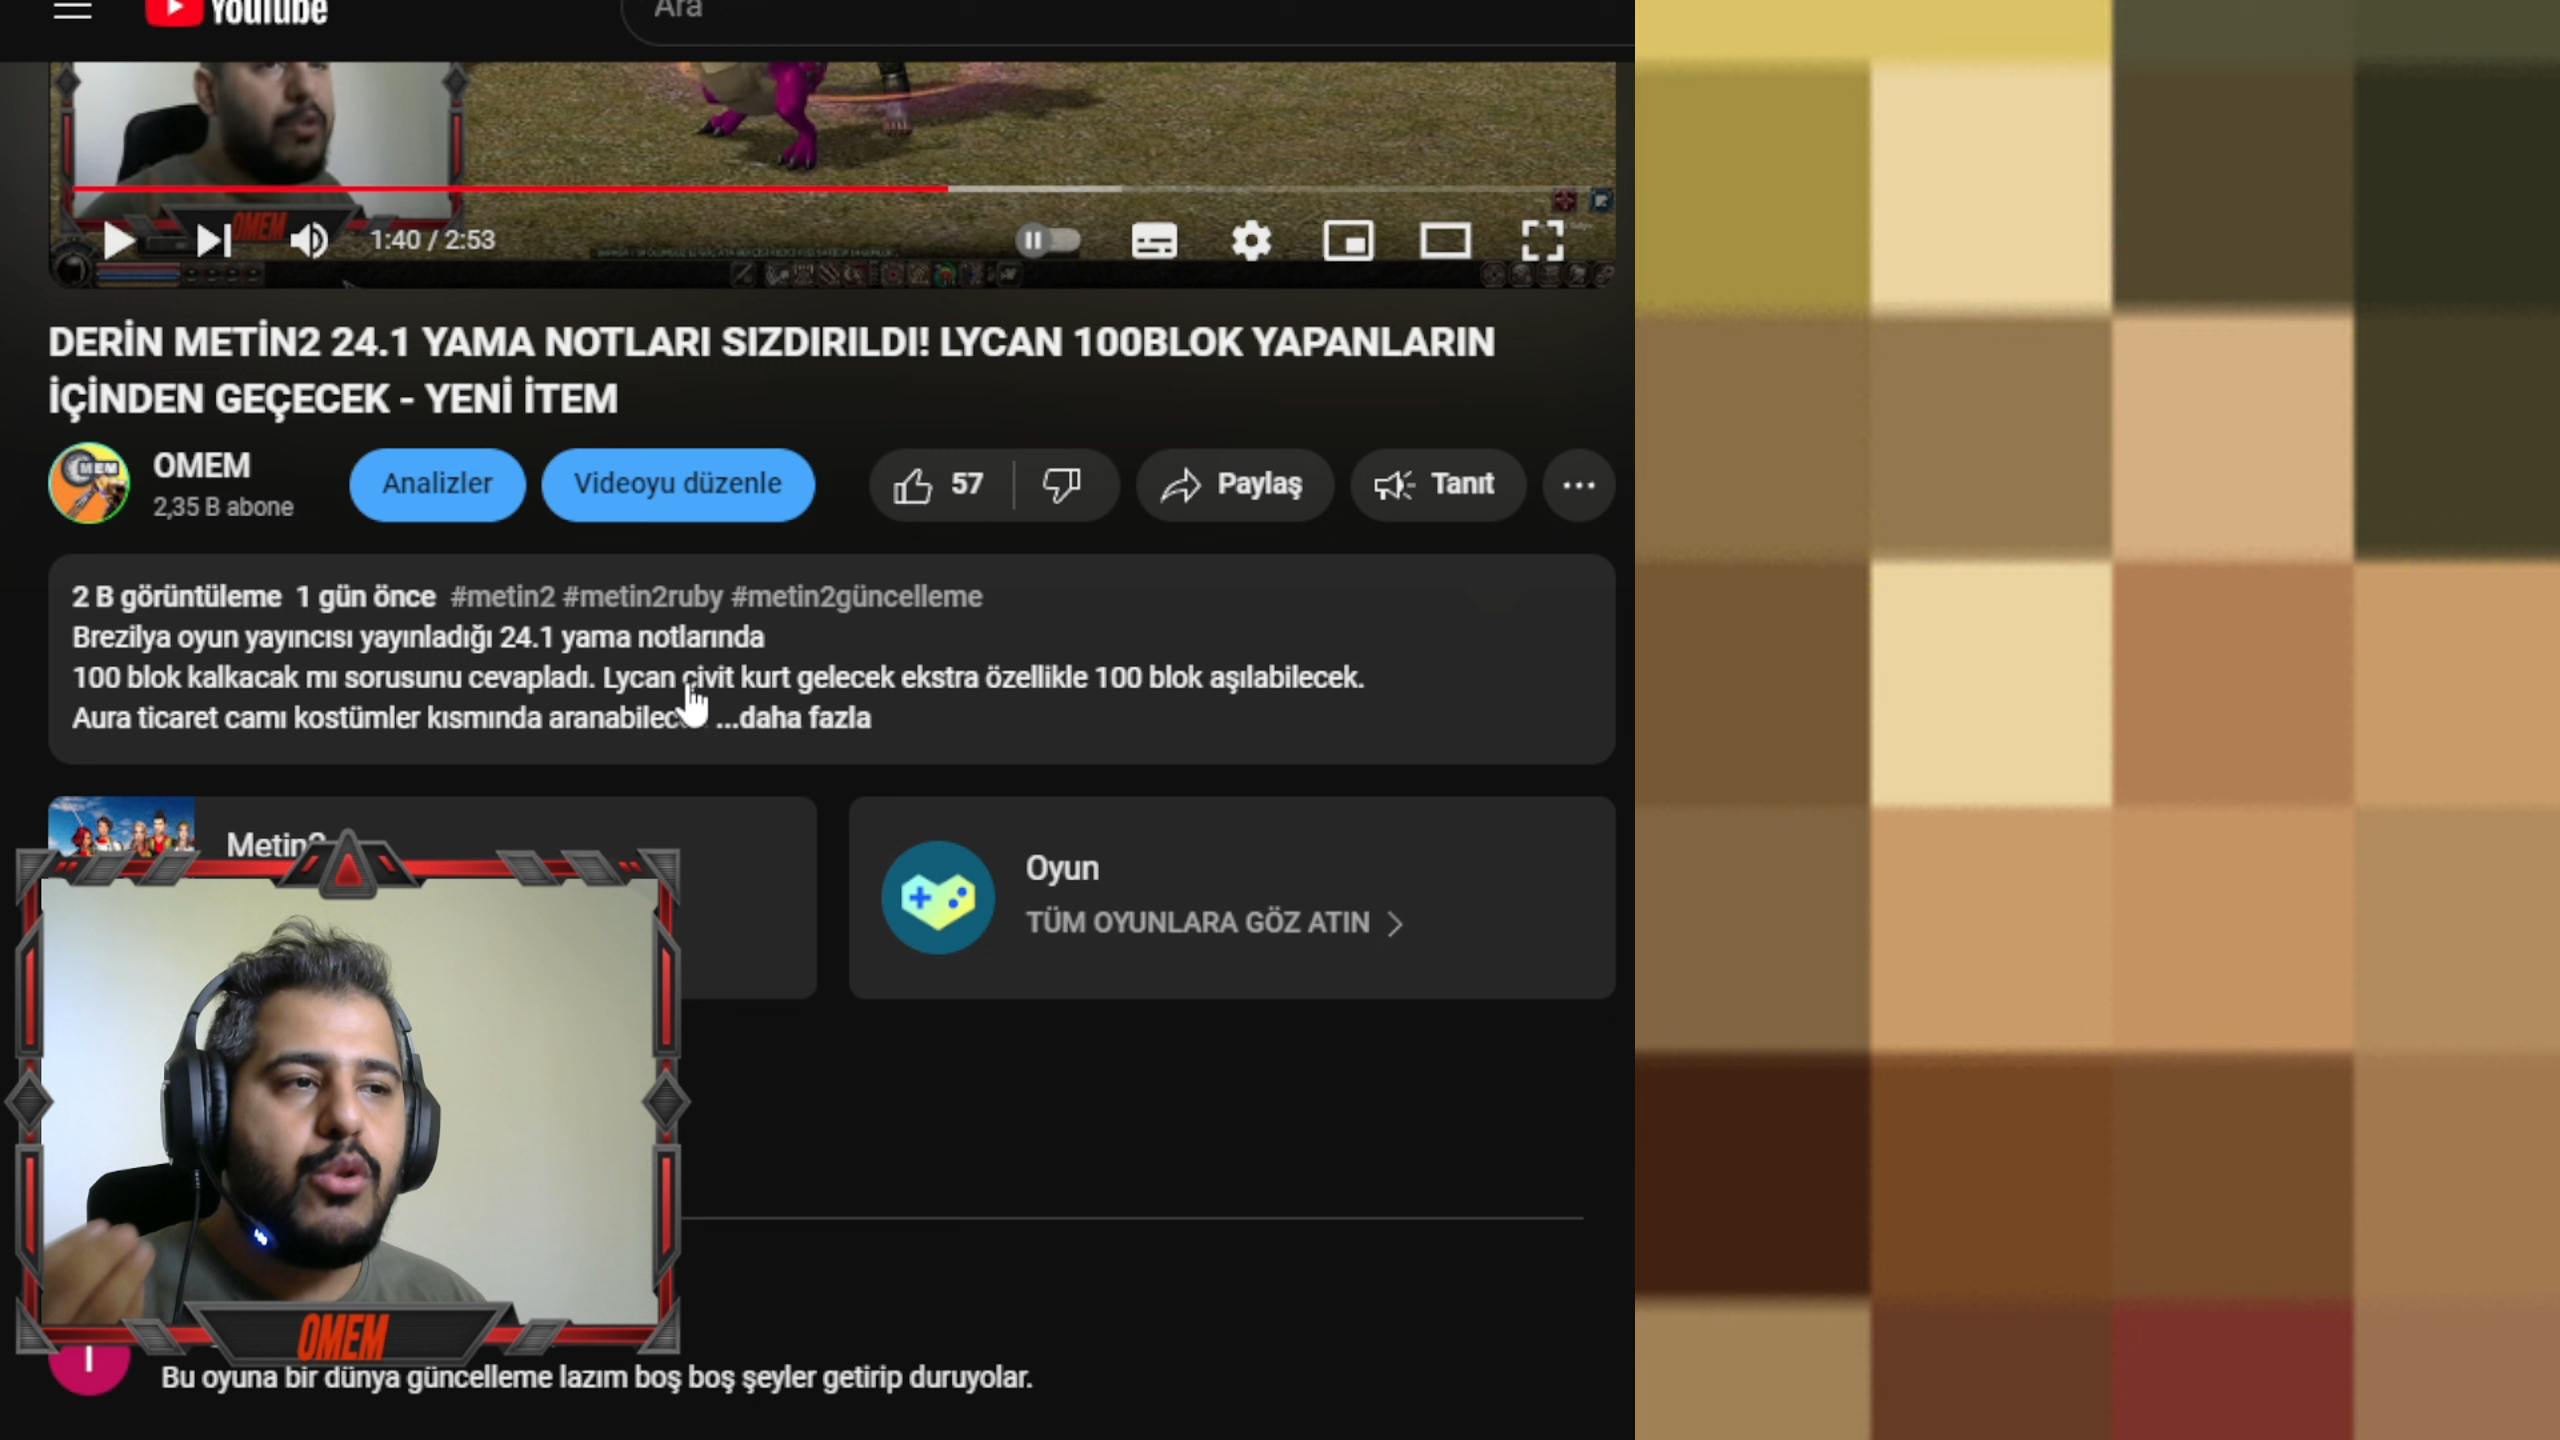 YouTube
Ara
OMEM
1:40 / 2:53
DERİN METİN2 24.1 YAMA NOTLARI SIZDIRILDI! LYCAN 100BLOK YAPANLARIN
İÇİNDEN GEÇECEK - YENİ İTEM
OMEM
2,35 B abone
Analizler
Videoyu düzenle
57
Paylaş
Tanıt
2 B görüntüleme 1 gün önce #metin2 #metin2ruby #metin2güncelleme
Brezilya oyun yayıncısı yayınladığı 24.1 yama notlarında
100 blok kalkacak mı sorusunu cevapladı. Lycan çivit kurt gelecek ekstra özellikle 100 blok aşılabilecek.
Aura ticaret camı kostümler kısmında ...daha fazla
Metin2
Oyun
TÜM OYUNLARA GÖZ ATIN
OMEM
Bu oyuna bir dünya güncelleme lazım boş boş şeyler getirip duruyolar.